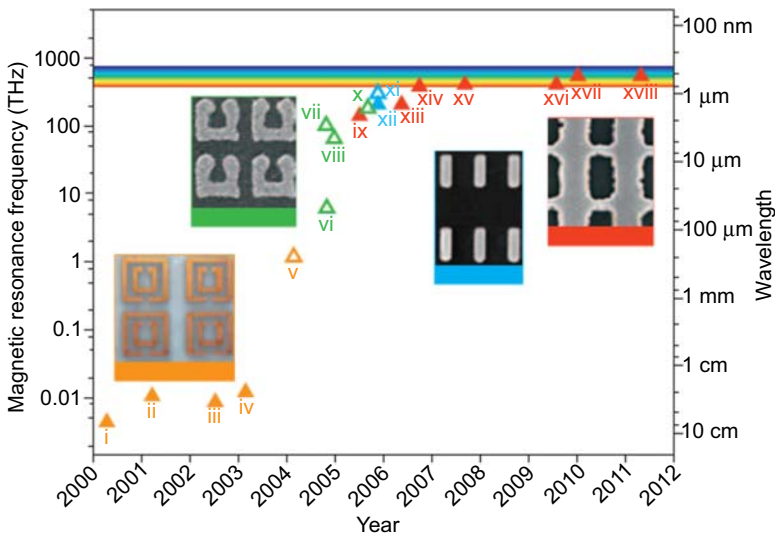 Magnetic resonance frequency (THz)
1000
100
10
1
0.1
0.01
100 nm
1 μm
10 μm
100 μm
1 mm
1 cm
10 cm
Wavelength
i
ii
iii
iv
v
vi
vii
viii
ix
x
xi
xii
xiii
xiv
xv
xvi
xvii
xviii
2000
2001
2002
2003
2004
2005
2006
2007
2008
2009
2010
2011
2012
Year